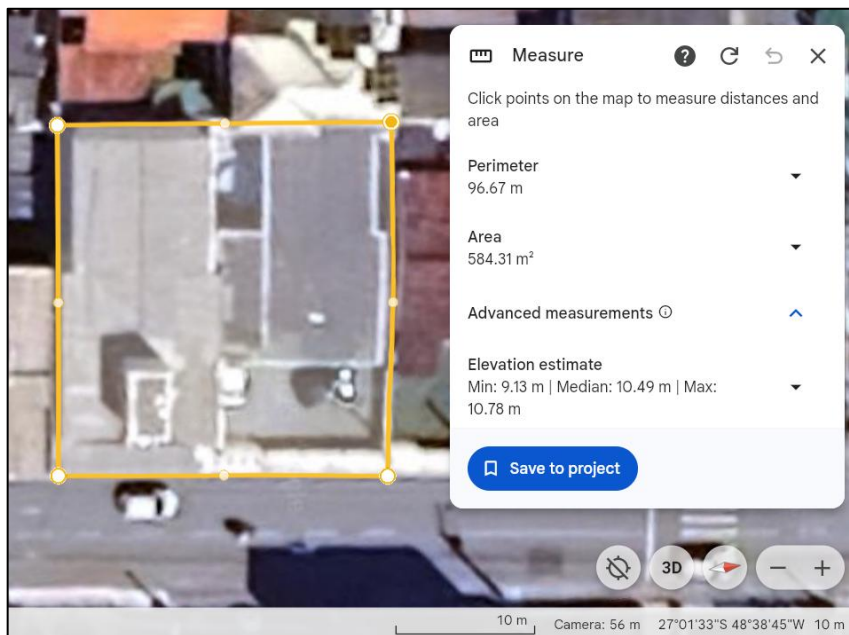 Measure
Click points on the map to measure distances and
area
Perimeter
96.67 m
Area
584.31 m²
Advanced measurements
Elevation estimate
Min: 9.13 m | Median: 10.49 m | Max:
10.78 m
Save to project
3D
10 m
Camera: 56 m
27°01'33"S 48°38'45"W
10 m